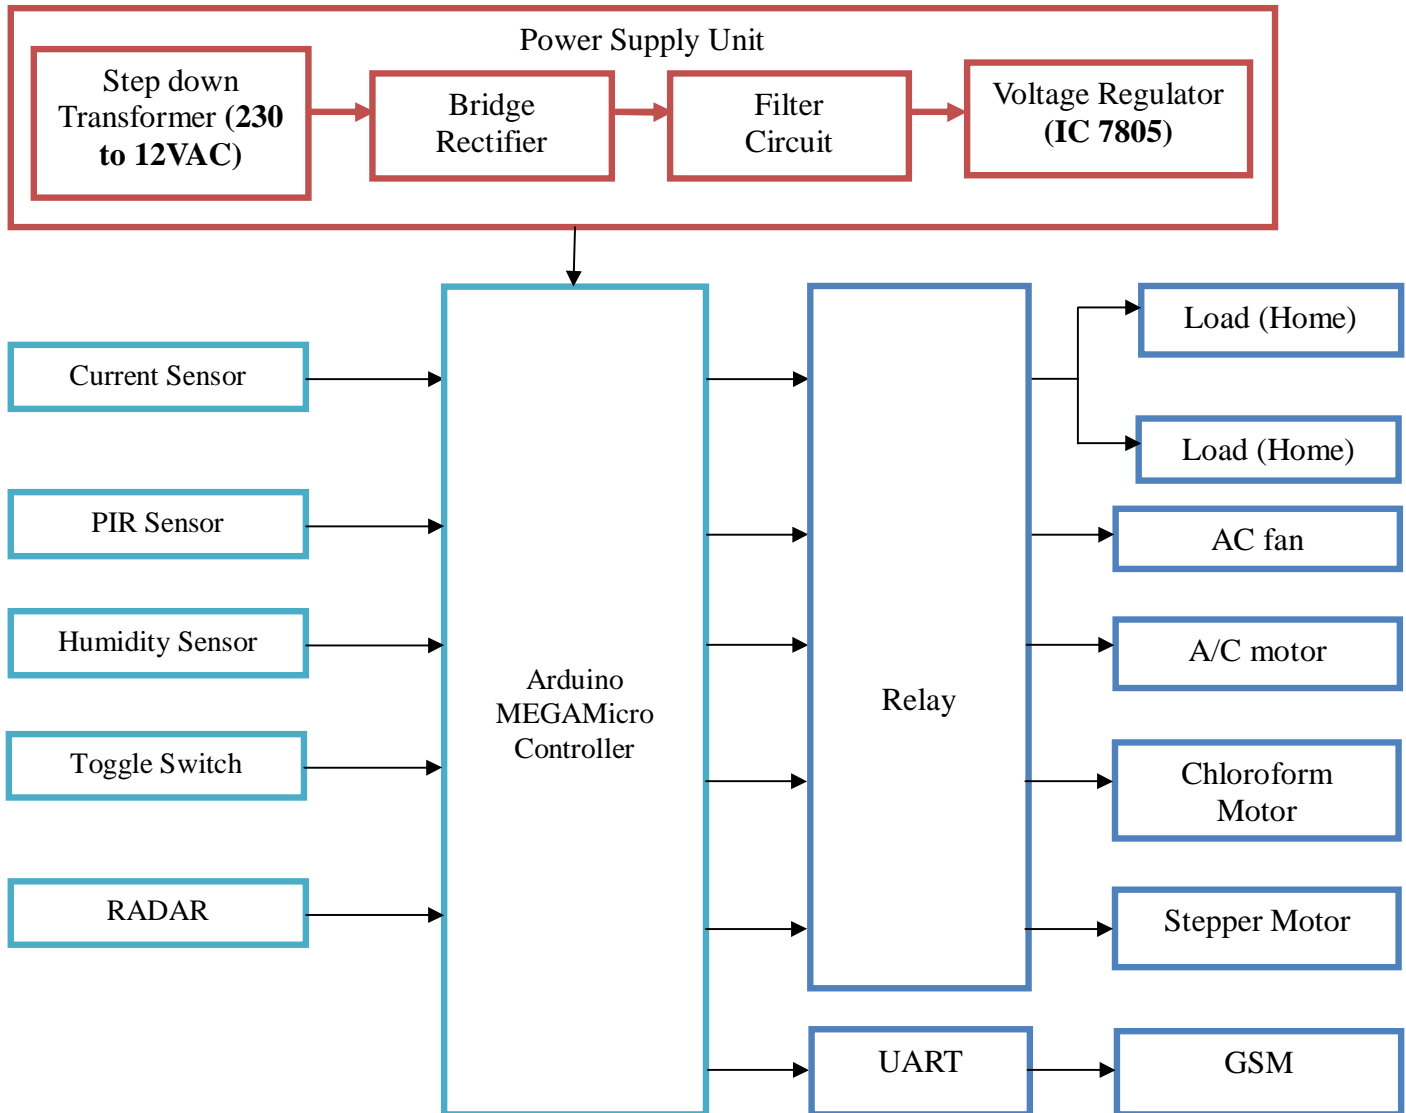 Power Supply Unit
Step down
Transformer (230
to 12VAC)
Bridge
Rectifier
Filter
Circuit
Voltage Regulator
(IC 7805)
Current Sensor
PIR Sensor
Humidity Sensor
Toggle Switch
RADAR
Arduino
MEGAMicro
Controller
Relay
Load (Home)
Load (Home)
AC fan
A/C motor
Chloroform
Motor
Stepper Motor
UART
GSM